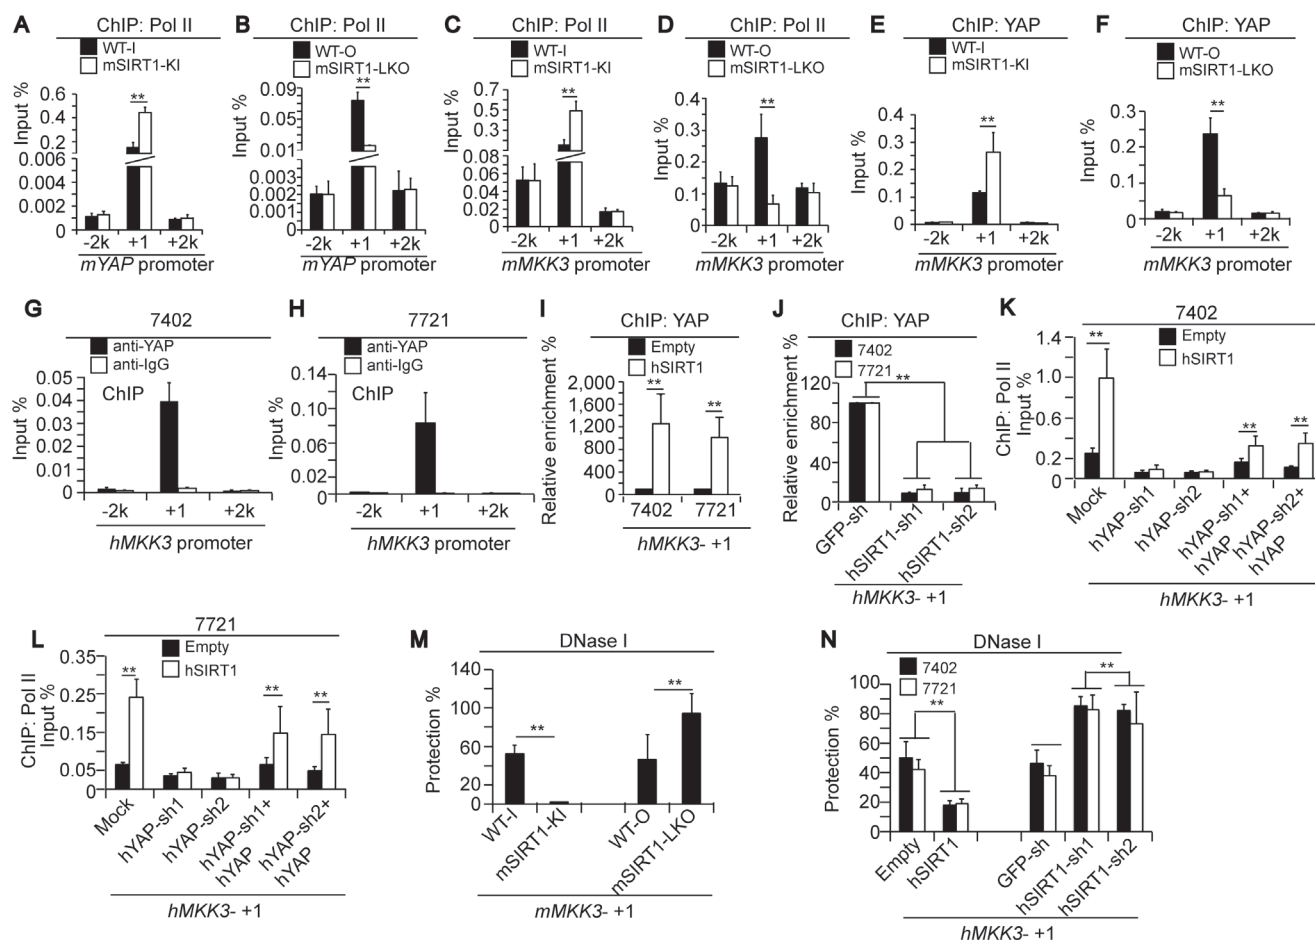 A
ChIP: Pol II
WT-I
mSIRT1-KI
Input %
0.6
0.4
0.2
0.006
0.004
0.002
0
**
-2k
+1
+2k
mYAP promoter
B
ChIP: Pol II
WT-O
mSIRT1-LKO
Input %
0.09
0.05
0.01
0.003
0.002
0.001
0
**
-2k
+1
+2k
mYAP promoter
C
ChIP: Pol II
WT-I
mSIRT1-KI
Input %
0.7
0.5
0.3
0.2
0.08
0.06
0.04
0.02
0
**
-2k
+1
+2k
mMKK3 promoter
D
ChIP: Pol II
WT-O
mSIRT1-LKO
Input %
0.4
0.3
0.2
0.1
0
**
-2k
+1
+2k
mMKK3 promoter
E
ChIP: YAP
WT-I
mSIRT1-KI
Input %
0.4
0.3
0.2
0.1
0
**
-2k
+1
+2k
mMKK3 promoter
F
ChIP: YAP
WT-O
mSIRT1-LKO
Input %
0.3
0.2
0.1
0
**
-2k
+1
+2k
mMKK3 promoter
G
7402
anti-YAP
anti-IgG
ChIP
Input %
0.05
0.04
0.03
0.02
0.01
0
-2k
+1
+2k
hMKK3 promoter
H
7721
anti-YAP
anti-IgG
ChIP
Input %
0.14
0.10
0.05
0
-2k
+1
+2k
hMKK3 promoter
I
ChIP: YAP
Empty
hSIRT1
Relative enrichment %
2,000
1,600
1,200
800
400
0
**
**
7402
7721
hMKK3- +1
J
ChIP: YAP
7402
7721
Relative enrichment %
120
80
40
0
**
GFP-sh
hSIRT1-sh1
hSIRT1-sh2
hMKK3- +1
K
7402
Empty
hSIRT1
ChIP: Pol II
Input %
1.4
1.0
0.6
0.2
0
**
**
**
Mock
hYAP-sh1
hYAP-sh2
hYAP-sh1+
hYAP
hYAP-sh2+
hYAP
hMKK3- +1
L
7721
Empty
hSIRT1
ChIP: Pol II
Input %
0.35
0.25
0.15
0.05
0
**
**
**
Mock
hYAP-sh1
hYAP-sh2
hYAP-sh1+
hYAP
hYAP-sh2+
hYAP
hMKK3- +1
M
DNase I
Protection %
140
100
60
20
0
**
**
WT-I
mSIRT1-KI
WT-O
mSIRT1-LKO
mMKK3- +1
N
DNase I
7402
7721
Protection %
100
80
60
40
20
0
**
**
Empty
hSIRT1
GFP-sh
hSIRT1-sh1
hSIRT1-sh2
hMKK3- +1